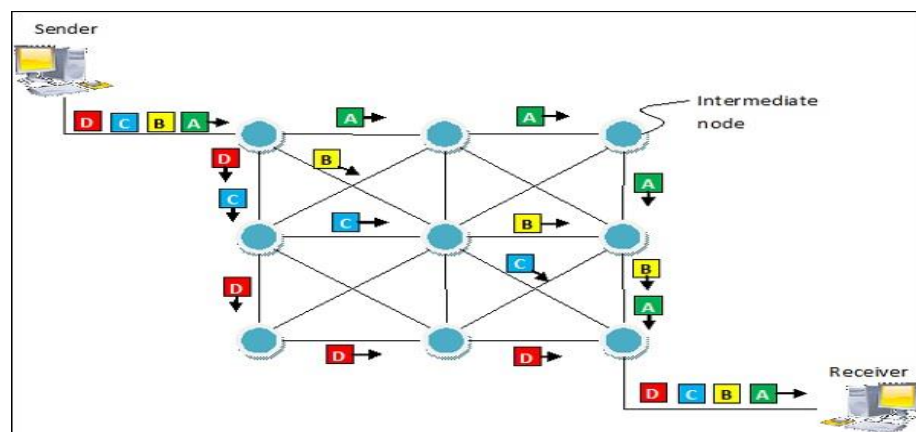 Sender
D C B A
A A
Intermediate
node
D B
C A
C B
C B
D A
D D
Receiver
D C B A